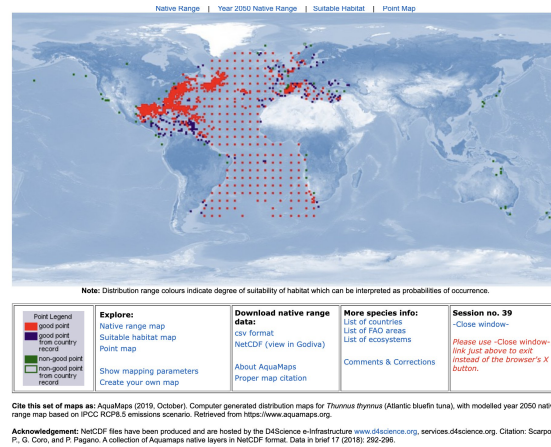 Native Range | Year 2050 Native Range | Suitable Habitat | Point Map
Note: Distribution range colours indicate degree of suitability of habitat which can be interpreted as probabilities of occurrence.
Point Legend
good point
good point
from country
record
non-good point
non-good point
from country
record
Explore:
Native range map
Suitable habitat map
Point map
Show mapping parameters
Create your own map
Download native range
data:
csv format
NetCDF (view in Godiva)
About AquaMaps
Proper map citation
More species info:
List of countries
List of FAO areas
List of ecosystems
Comments & Corrections
Session no. 39
-Close window-
Please use -Close window-
link just above to exit
instead of the browser's X
button.
Cite this set of maps as: AquaMaps (2019, October). Computer generated distribution maps for Thunnus thynnus (Atlantic bluefin tuna), with modelled year 2050 nativ
range map based on IPCC RCP8.5 emissions scenario. Retrieved from https://www.aquamaps.org.
Acknowledgement: NetCDF files have been produced and are hosted by the D4Science e-Infrastructure www.d4science.org, services.d4science.org. Citation: Scarpo
P., G. Coro, and P. Pagano. A collection of Aquamaps native layers in NetCDF format. Data in brief 17 (2018): 292-296.